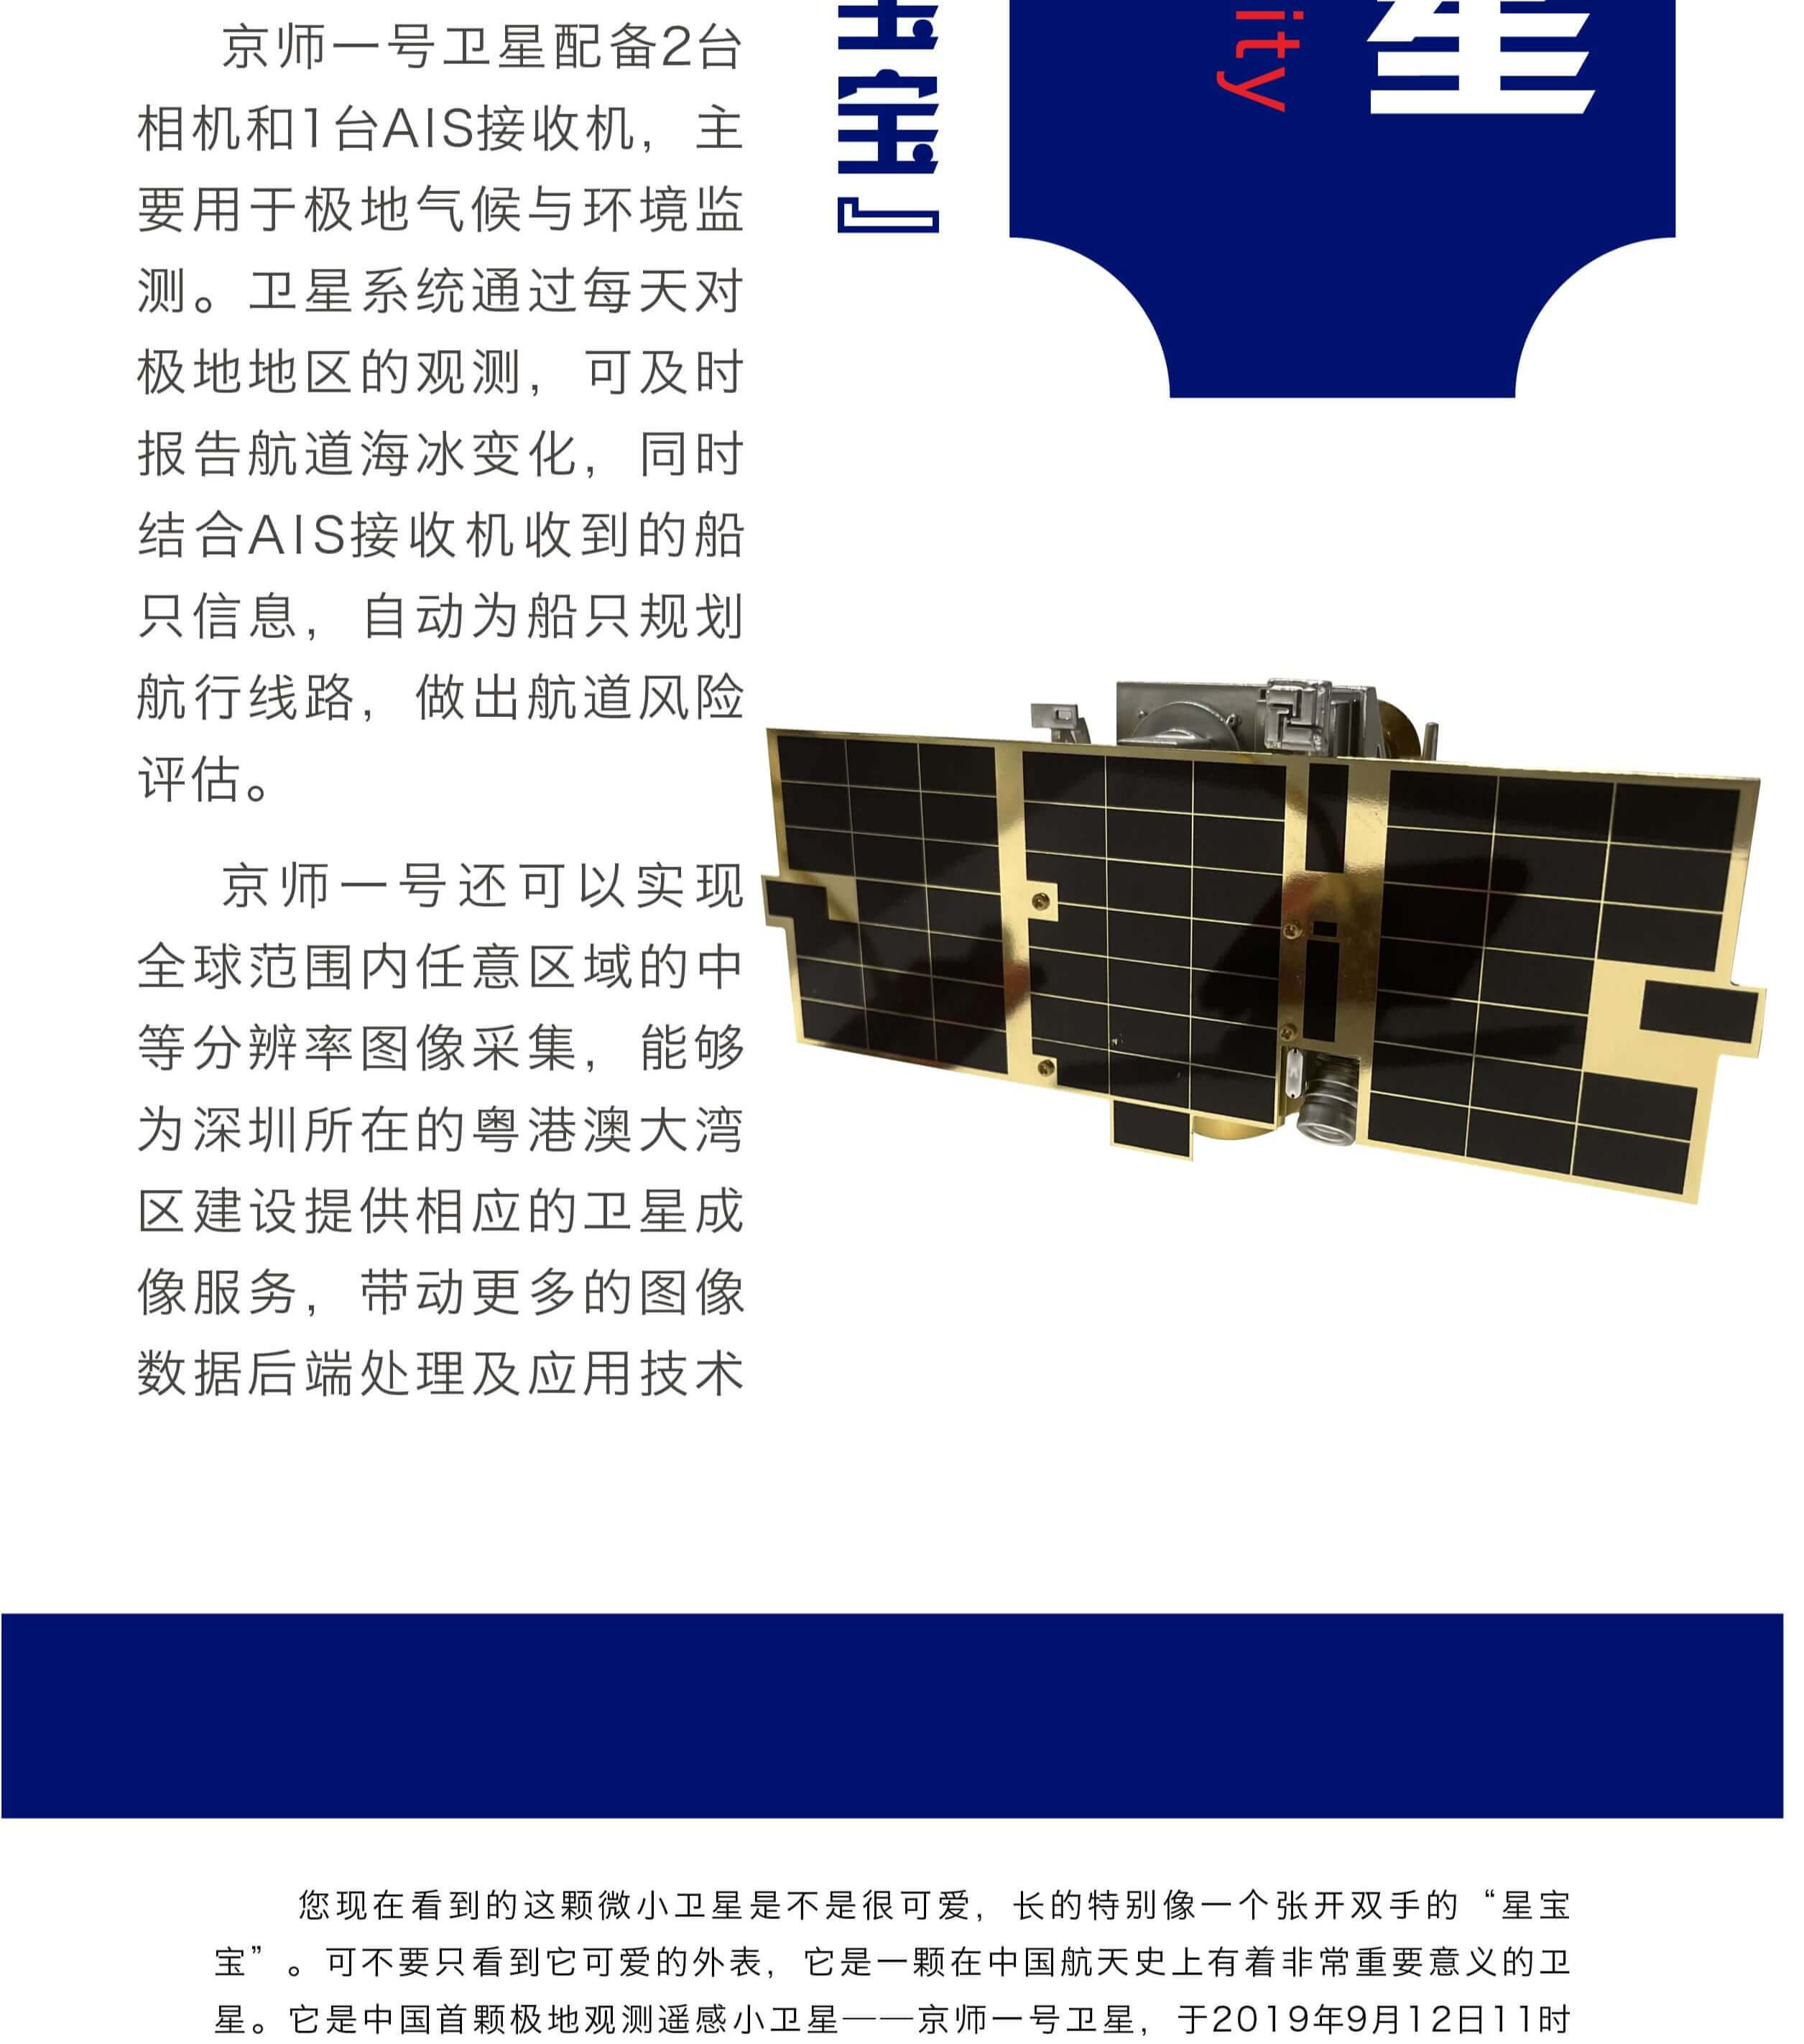 京师一号卫星配备2台
相机和1台AIS接收机，主
要用于极地气候与环境监
测。卫星系统通过每天对
极地地区的观测，可及时
报告航道海冰变化，同时
结合AIS接收机收到的船
只信息，自动为船只规划
航行线路，做出航道风险
评估。
京师一号还可以实现
全球范围内任意区域的中
等分辨率图像采集，能够
为深圳所在的粤港澳大湾
区建设提供相应的卫星成
像服务，带动更多的图像
数据后端处理及应用技术
宝』
ity
星
您现在看到的这颗微小卫星是不是很可爱，长的特别像一个张开双手的“星宝
宝”。可不要只看到它可爱的外表，它是一颗在中国航天史上有着非常重要意义的卫
星。它是中国首颗极地观测遥感小卫星——京师一号卫星，于2019年9月12日11时